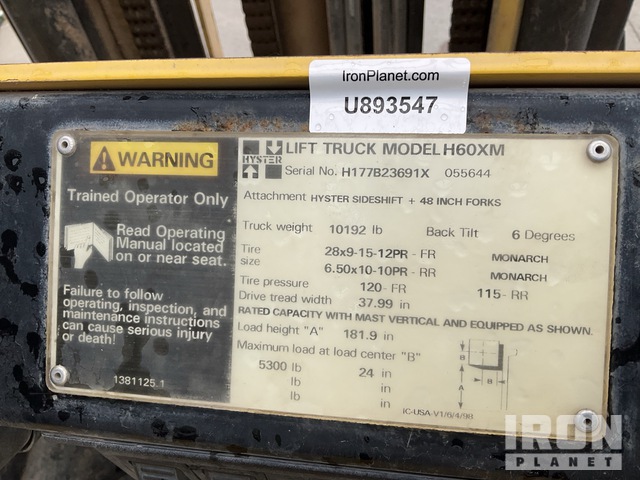 IronPlanet.com
U893547
WARNING
Trained Operator Only
Read Operating
Manual located
on or near seat.
Failure to follow
operating, inspection, and
maintenance instructions
can cause serious injury
or death!
1381125 1
HYSTER
LIFT TRUCK MODEL H60XM
Serial No. H177B23691X 055644
Attachment HYSTER SIDESHIFT + 48 INCH FORKS
Truck weight 10192 lb Back Tilt 6 Degrees
Tire 28x9-15-12PR - FR MONARCH
size 6.50x10-10PR - RR MONARCH
Tire pressure 120 - FR 115 - RR
Drive tread width 37.99 in
RATED CAPACITY WITH MAST VERTICAL AND EQUIPPED AS SHOWN.
Load height "A" 181.9 in
Maximum load at load center "B"
5300 lb 24 in
lb in
lb in
B
A
B
IC-USA-V1/6/4/98
IRON
PLANET